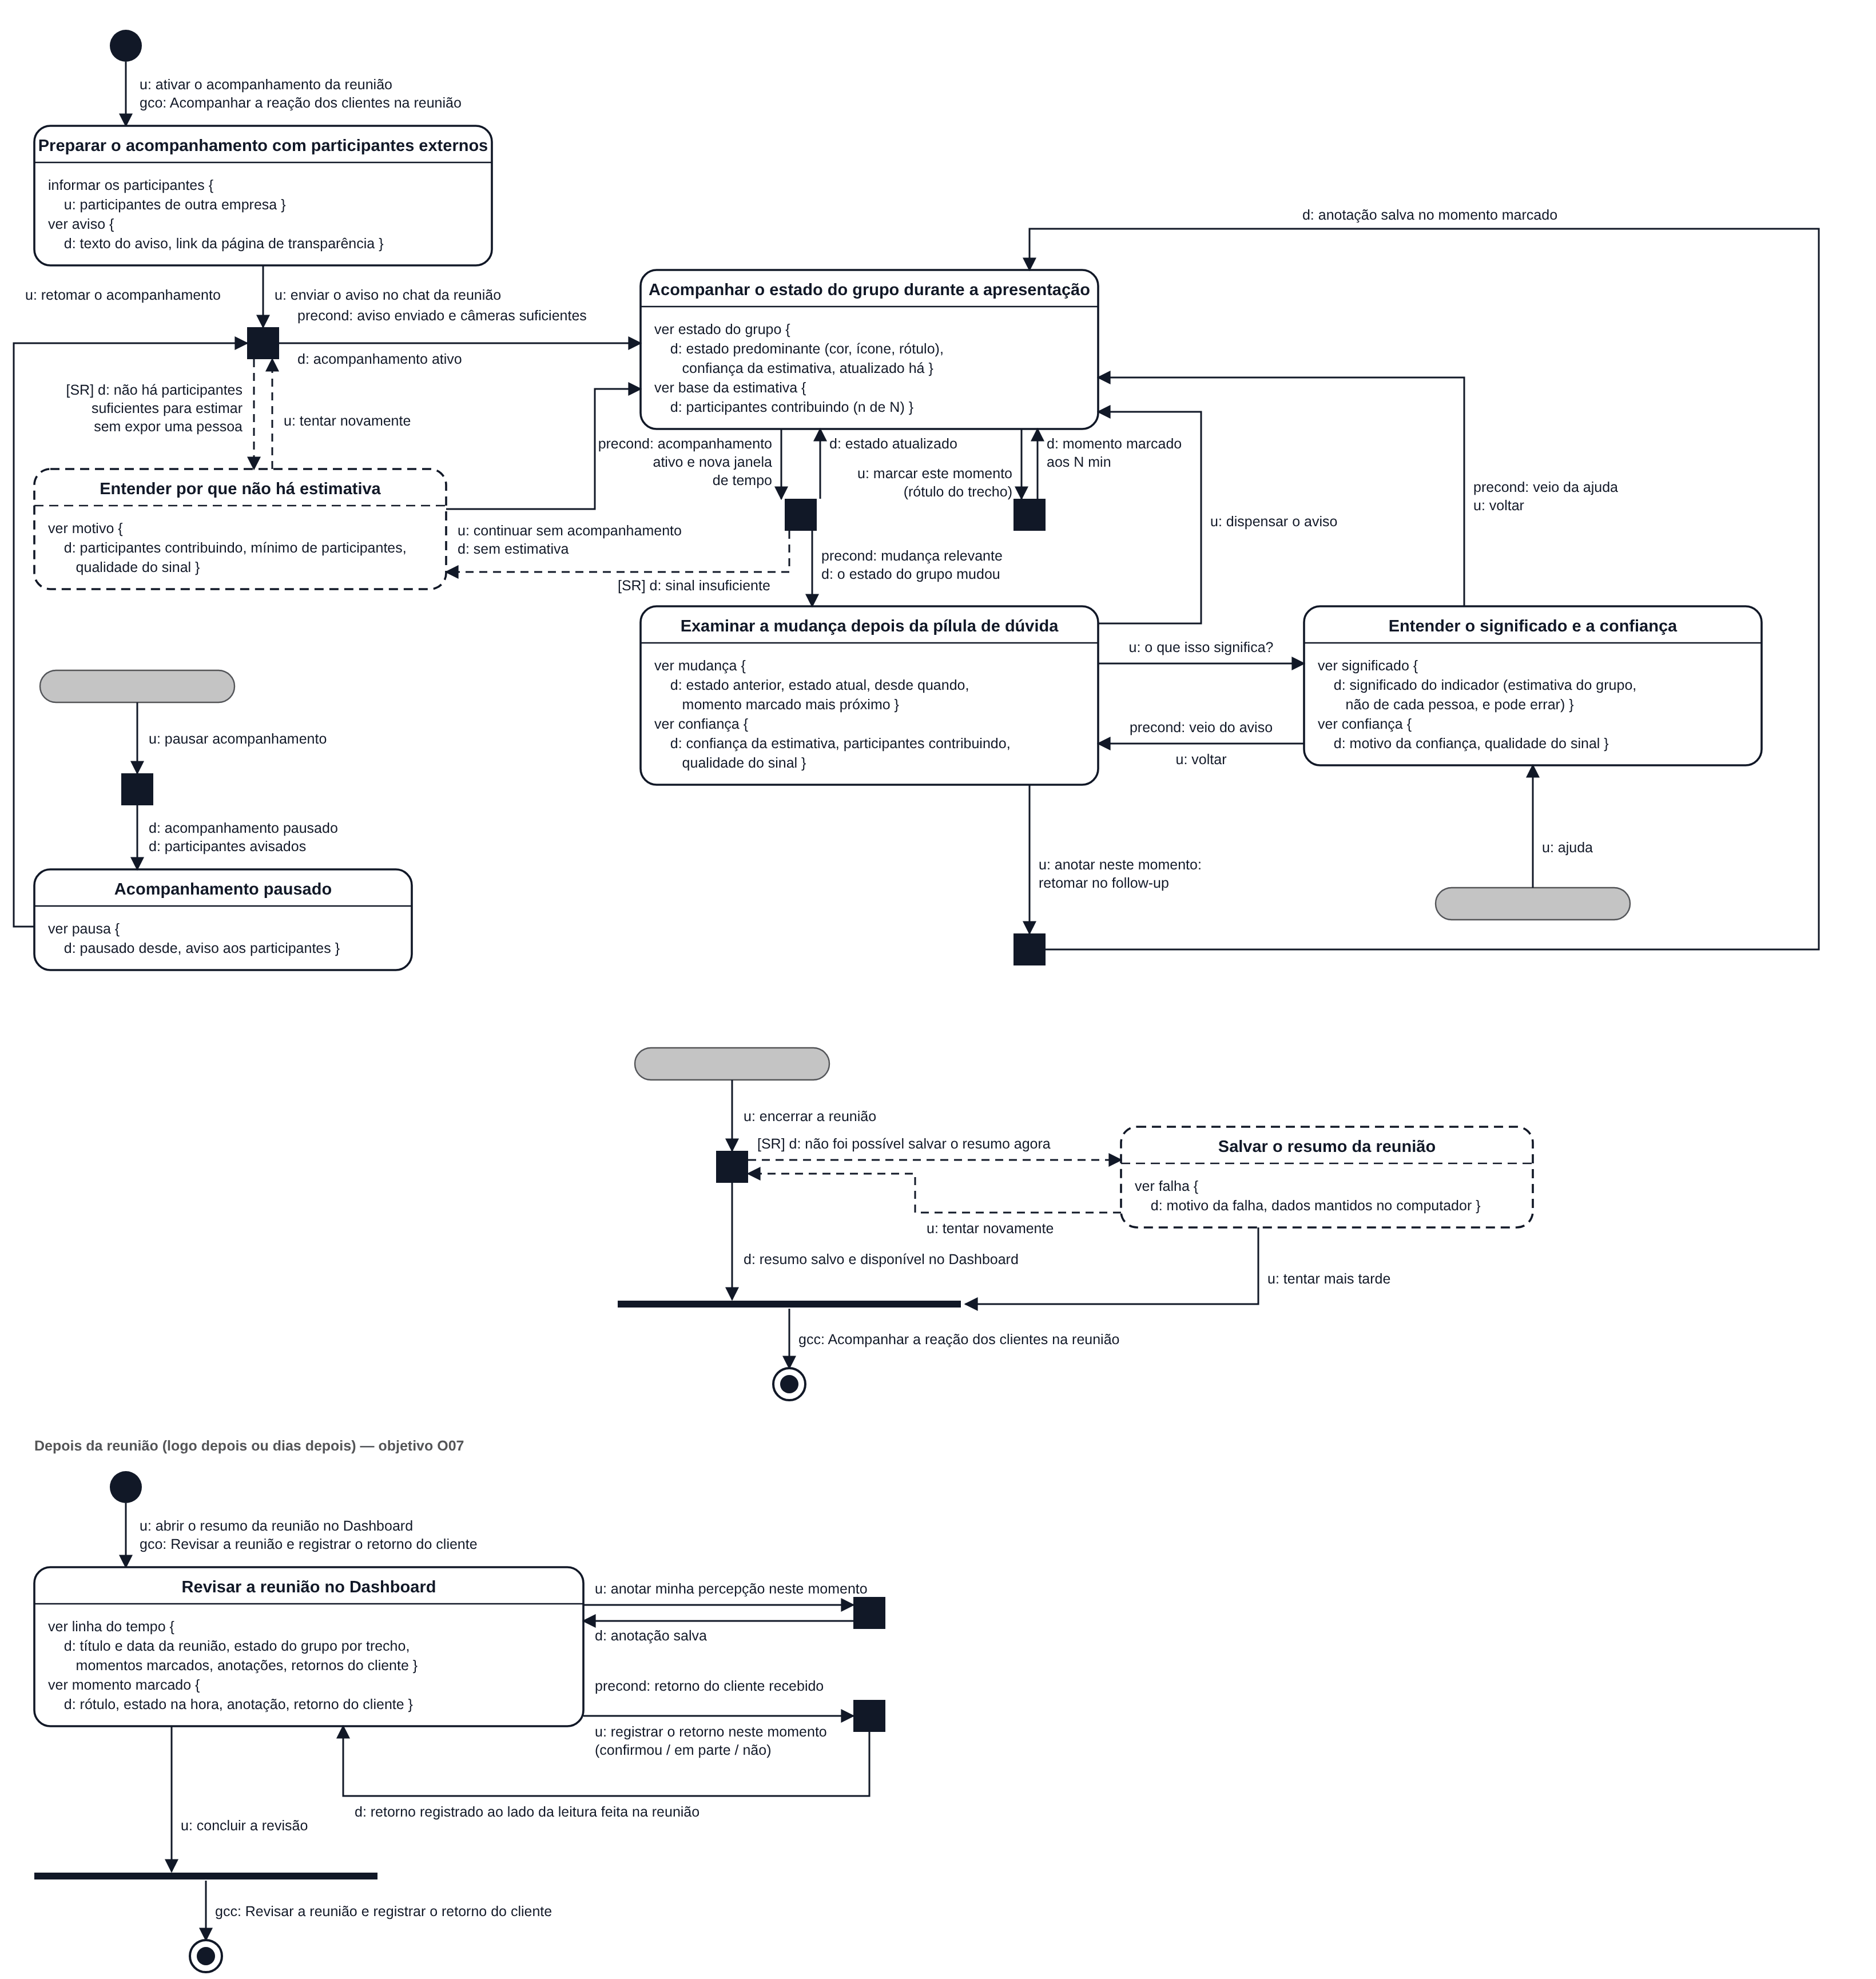 u: ativar o acompanhamento da reunião
gco: Acompanhar a reação dos clientes na reunião
Preparar o acompanhamento com participantes externos
informar os participantes {
u: participantes de outra empresa }
ver aviso {
d: texto do aviso, link da página de transparência }
u: retomar o acompanhamento
u: enviar o aviso no chat da reunião
precond: aviso enviado e câmeras suficientes
d: acompanhamento ativo
[SR] d: não há participantes
suficientes para estimar
sem expor uma pessoa
u: tentar novamente
Entender por que não há estimativa
ver motivo {
d: participantes contribuindo, mínimo de participantes,
qualidade do sinal }
u: continuar sem acompanhamento
d: sem estimativa
[SR] d: sinal insuficiente
d: anotação salva no momento marcado
Acompanhar o estado do grupo durante a apresentação
ver estado do grupo {
d: estado predominante (cor, ícone, rótulo),
confiança da estimativa, atualizado há }
ver base da estimativa {
d: participantes contribuindo (n de N) }
precond: acompanhamento
ativo e nova janela
de tempo
d: estado atualizado
u: marcar este momento
(rótulo do trecho)
d: momento marcado
aos N min
u: dispensar o aviso
precond: veio da ajuda
u: voltar
precond: mudança relevante
d: o estado do grupo mudou
Examinar a mudança depois da pílula de dúvida
ver mudança {
d: estado anterior, estado atual, desde quando,
momento marcado mais próximo }
ver confiança {
d: confiança da estimativa, participantes contribuindo,
qualidade do sinal }
u: o que isso significa?
precond: veio do aviso
u: voltar
Entender o significado e a confiança
ver significado {
d: significado do indicador (estimativa do grupo,
não de cada pessoa, e pode errar) }
ver confiança {
d: motivo da confiança, qualidade do sinal }
u: ajuda
u: anotar neste momento:
retomar no follow-up
u: pausar acompanhamento
d: acompanhamento pausado
d: participantes avisados
Acompanhamento pausado
ver pausa {
d: pausado desde, aviso aos participantes }
u: encerrar a reunião
[SR] d: não foi possível salvar o resumo agora
Salvar o resumo da reunião
ver falha {
d: motivo da falha, dados mantidos no computador }
u: tentar novamente
d: resumo salvo e disponível no Dashboard
u: tentar mais tarde
gcc: Acompanhar a reação dos clientes na reunião
Depois da reunião (logo depois ou dias depois) — objetivo O07
u: abrir o resumo da reunião no Dashboard
gco: Revisar a reunião e registrar o retorno do cliente
Revisar a reunião no Dashboard
ver linha do tempo {
d: título e data da reunião, estado do grupo por trecho,
momentos marcados, anotações, retornos do cliente }
ver momento marcado {
d: rótulo, estado na hora, anotação, retorno do cliente }
u: anotar minha percepção neste momento
d: anotação salva
precond: retorno do cliente recebido
u: registrar o retorno neste momento
(confirmou / em parte / não)
d: retorno registrado ao lado da leitura feita na reunião
u: concluir a revisão
gcc: Revisar a reunião e registrar o retorno do cliente